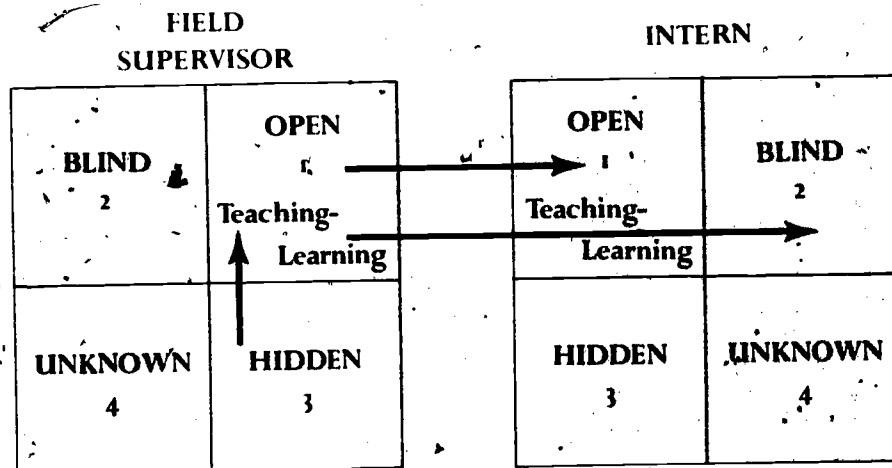 FIELD
SUPERVISOR
BLIND
2
OPEN
1
Teaching-
Learning
UNKNOWN
4
HIDDEN
3
INTERN
OPEN
1
Teaching-
Learning
BLIND
2
HIDDEN
3
UNKNOWN
4